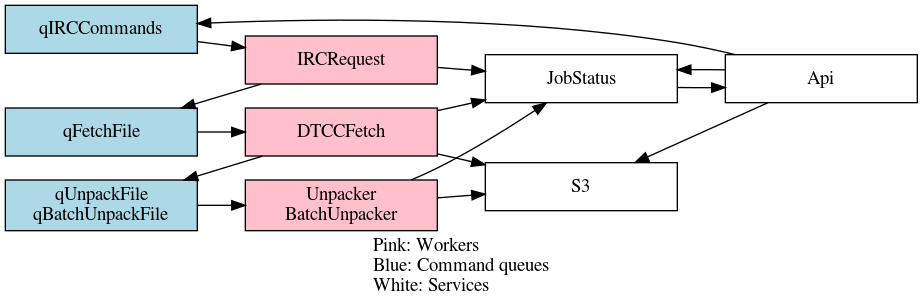 qIRCCommands
IRCRequest
JobStatus
Api
qFetchFile
DTCCFetch
qUnpackFile
qBatchUnpackFile
Unpacker
BatchUnpacker
S3
Pink: Workers
Blue: Command queues
White: Services